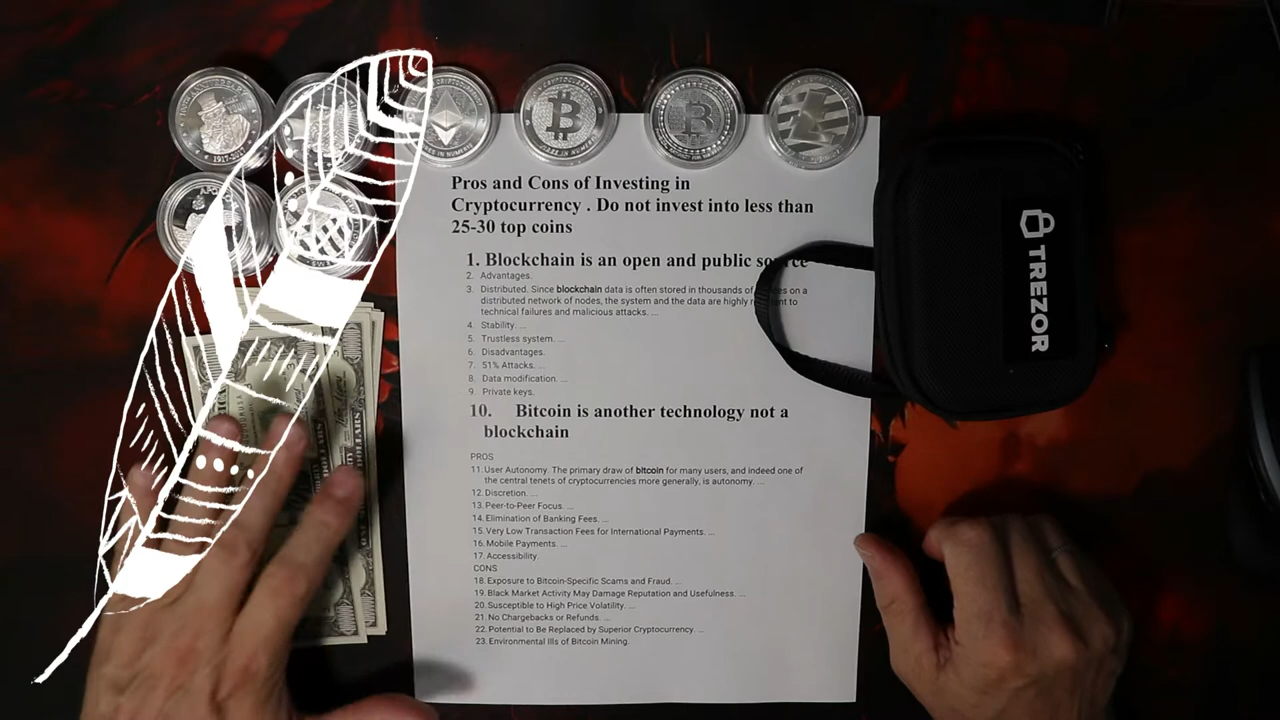 Pros and Cons of Investing in
Cryptocurrency . Do not invest into less than
25-30 top coins
1. Blockchain is an open and public source
2. Advantages.
3. Distributed. Since blockchain data is often stored in thousands of on a
distributed network of nodes, the system and the data are highly to
technical failures and malicious attacks. ...
4. Stability. ...
5. Trustless system. ...
6. Disadvantages.
7. 51% Attacks. ...
8. Data modification. ...
9. Private keys.
10. Bitcoin is another technology not a
blockchain
PROS
11. User Autonomy. The primary draw of bitcoin for many users, and indeed one of
the central tenets of cryptocurrencies more generally, is autonomy. ...
12. Discretion. ...
13. Peer-to-Peer Focus. ...
14. Elimination of Banking Fees. ...
15. Very Low Transaction Fees for International Payments. ...
16. Mobile Payments. ...
17. Accessibility.
CONS
18. Exposure to Bitcoin-Specific Scams and Fraud. ...
19. Black Market Activity May Damage Reputation and Usefulness. ...
20. Susceptible to High Price Volatility. ...
21. No Chargebacks or Refunds. ...
22. Potential to Be Replaced by Superior Cryptocurrency. ...
23. Environmental Ills of Bitcoin Mining.
TREZOR